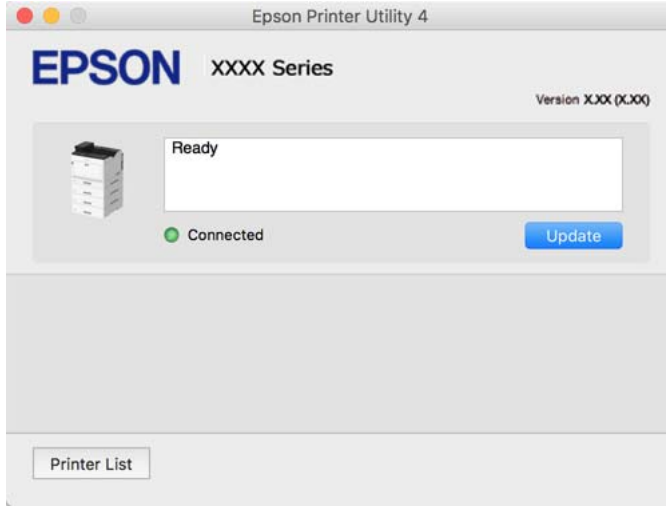 Epson Printer Utility 4
EPSON XXXX Series
Version X.XX (X.XX)
Ready
Connected
Update
Printer List